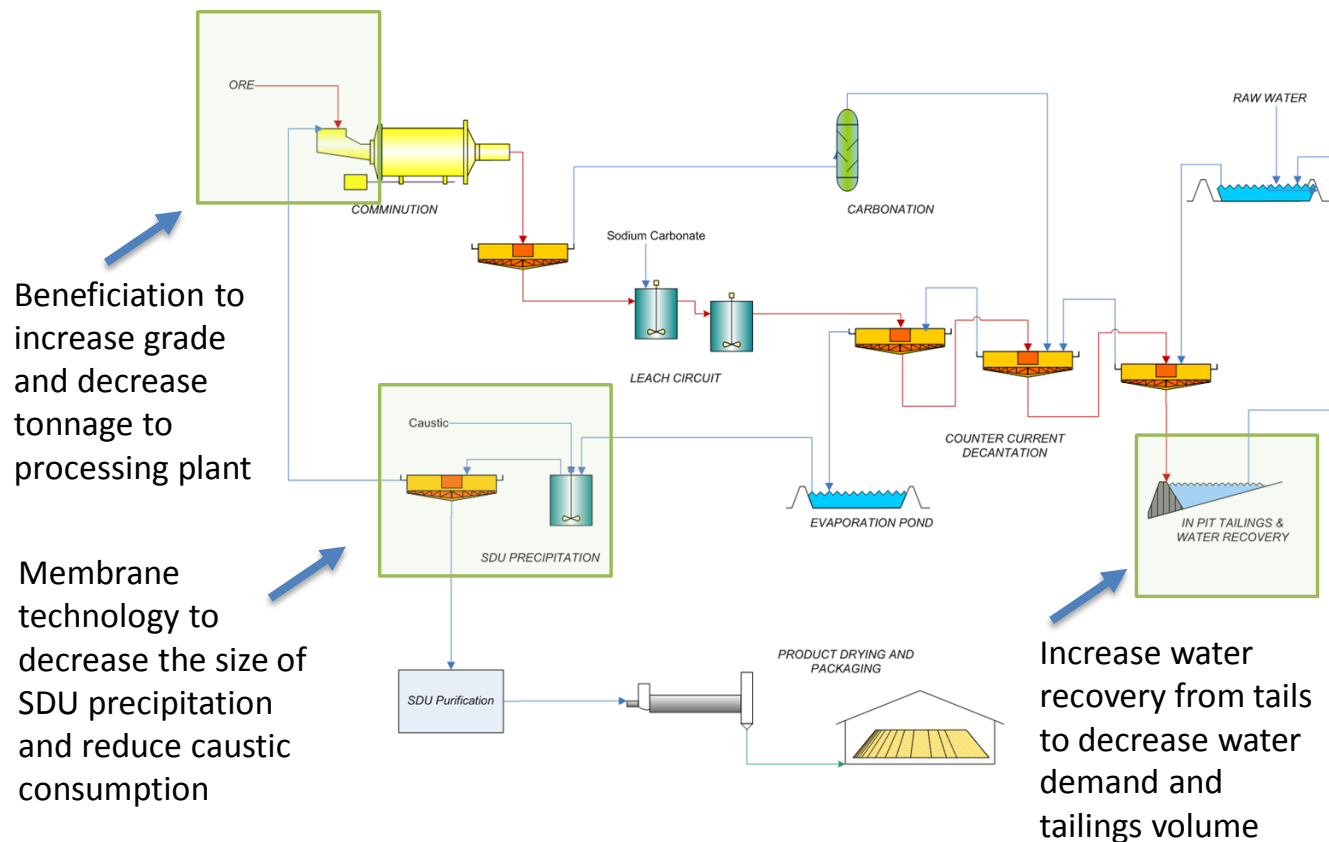 ORE
COMMINUTION
CARBONATION
RAW WATER
Sodium Carbonate
LEACH CIRCUIT
COUNTER CURRENT
DECANTATION
Beneficiation to
increase grade
and decrease
tonnage to
processing plant
Caustic
SDU PRECIPITATION
EVAPORATION POND
IN PIT TAILINGS &
WATER RECOVERY
Membrane
technology to
decrease the size of
SDU precipitation
and reduce caustic
consumption
SDU Purification
PRODUCT DRYING AND
PACKAGING
Increase water
recovery from tails
to decrease water
demand and
tailings volume